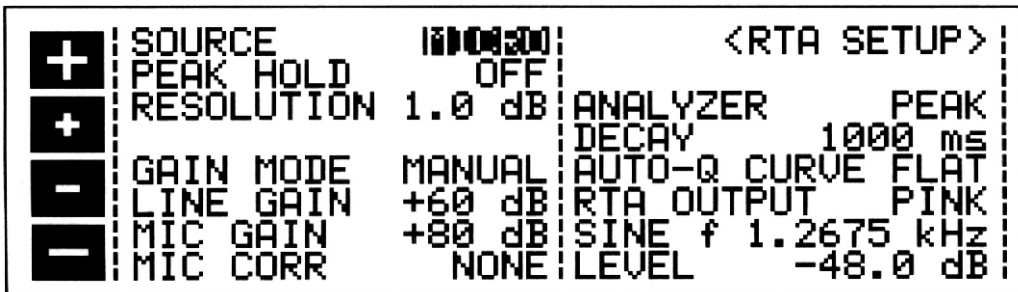 SOURCE
PEAK HOLD OFF
RESOLUTION 1.0 dB
GAIN MODE MANUAL
LINE GAIN +60 dB
MIC GAIN +80 dB
MIC CORR NONE
<RTA SETUP>
ANALYZER PEAK
DECAY 1000 ms
AUTO-Q CURVE FLAT
RTA OUTPUT PINK
SINE f 1.2675 kHz
LEVEL -48.0 dB